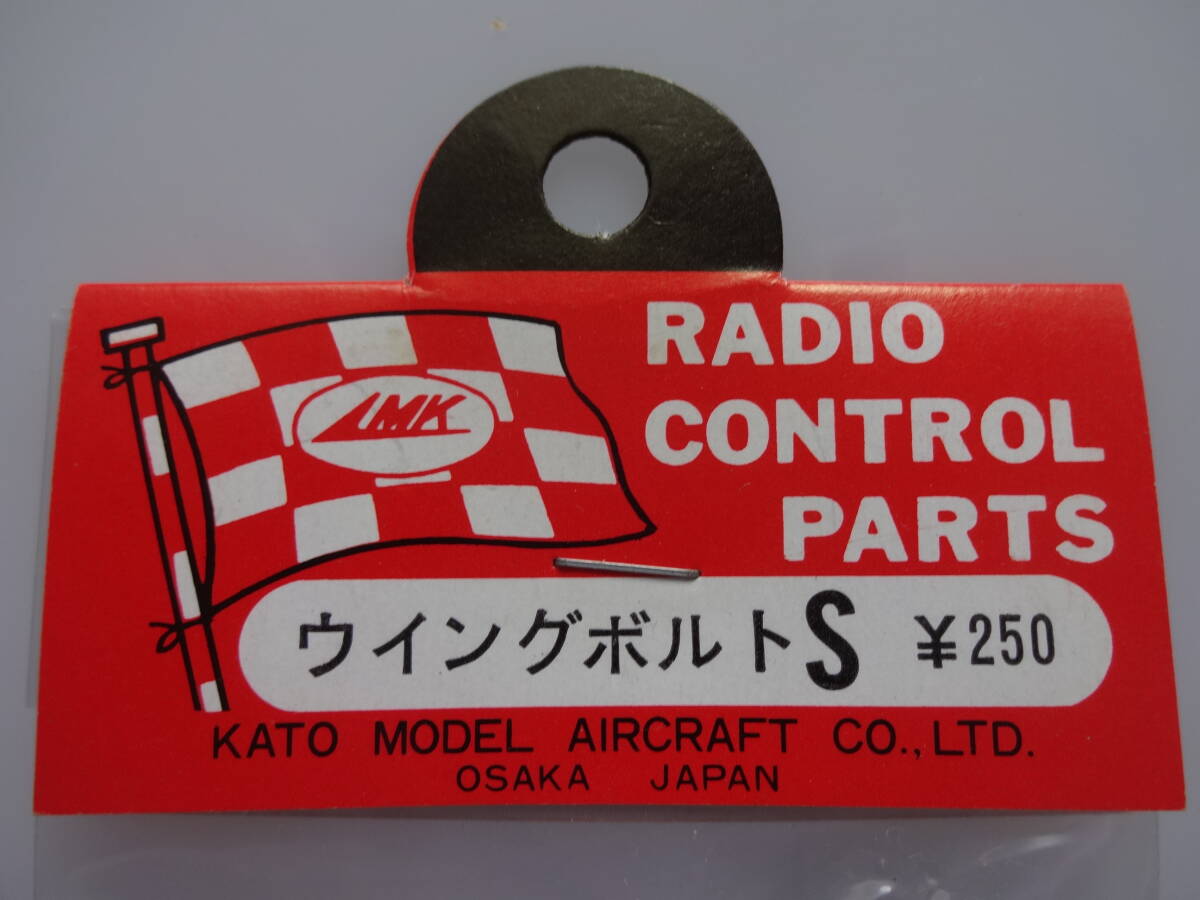 LMK
RADIO
CONTROL
PARTS
ウイングボルトS ¥250
KATO MODEL AIRCRAFT CO., LTD.
OSAKA JAPAN